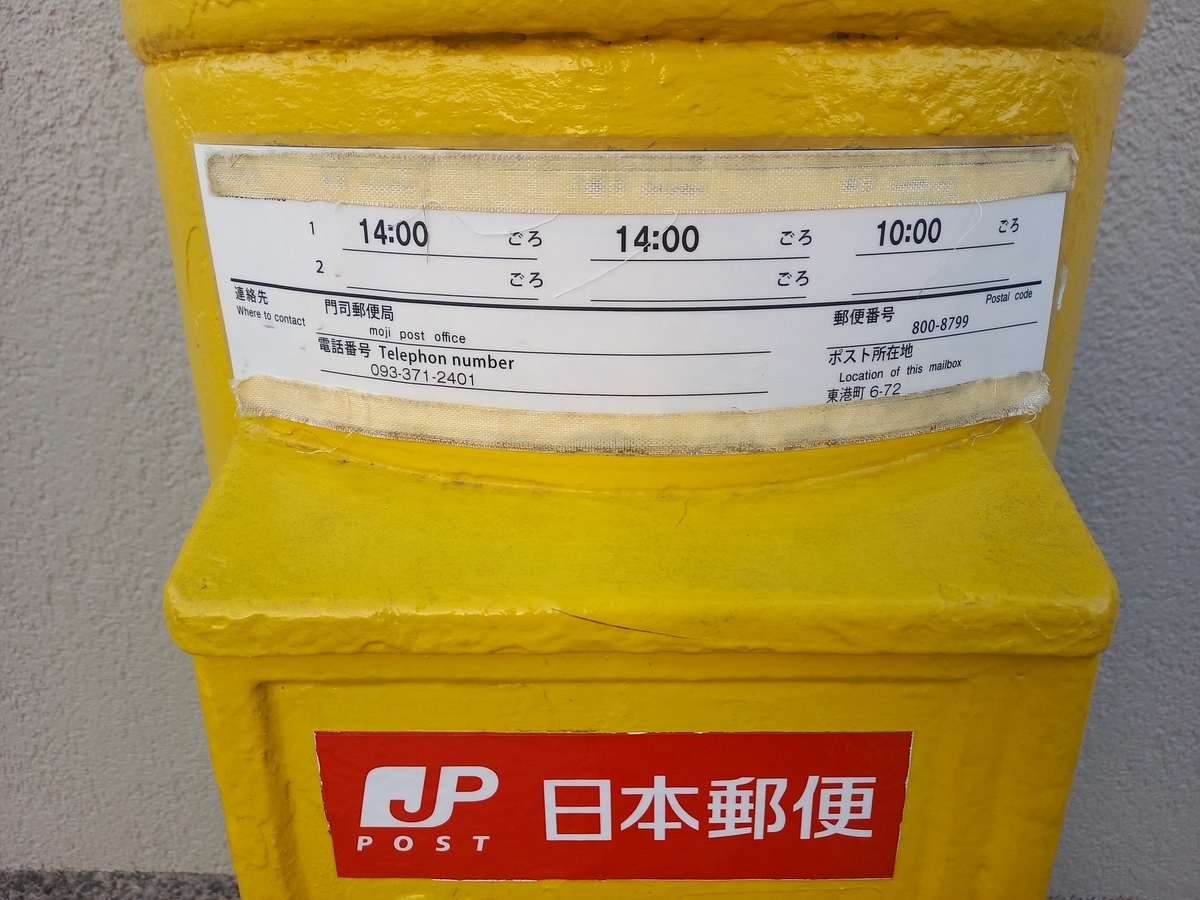 1 14:00 ごろ 14:00 ごろ 10:00 ごろ
2 ごろ ごろ
連絡先 門司郵便局 郵便番号 Postal code
Where to contact moji post office 800-8799
電話番号 Telephon number ポスト所在地
093-371-2401 Location of this mailbox
東港町 6-72
JP 日本郵便
POST